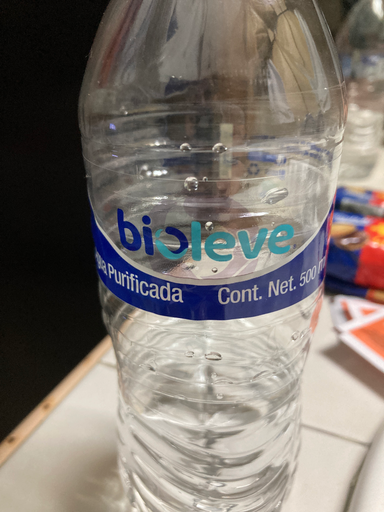 bioleve
ua Purificada Cont. Net. 500 m